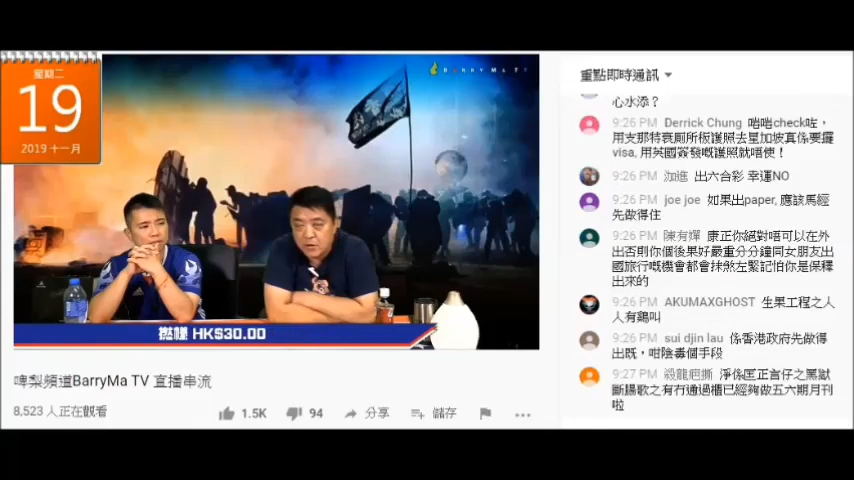 星期二
19
2019 十一月
BARRY MA TV
撚樣 HK$30.00
啤梨頻道BarryMa TV 直播串流
8,523 人正在觀看
1.5K
94
分享
儲存
重點即時通訊
心水添？
9:26 PM Derrick Chung 啱啱check咗，
用支那特衰厠所板護照去星加坡真係要攞
visa, 用英國簽發嘅護照就唔使！
9:26 PM 泇進 出六合彩 幸運NO
9:26 PM joe joe 如果出paper, 應該馬經
先做得住
9:26 PM 陳有嬋 康正你絕對唔可以在外
出否則你個後果好嚴重分分鐘同女朋友出
國旅行嘅機會都會抹煞左緊記怕你是保釋
出來的
9:26 PM AKUMAXGHOST 生果工程之人
人有鷄叫
9:26 PM sui djin lau 係香港政府先做得
出既，咁陰毒個手段
9:27 PM 殺龍疤撕 淨係匡正言仔之黑獄
斷腸歌之有冇通過櫃已經夠做五六期月刊
啦